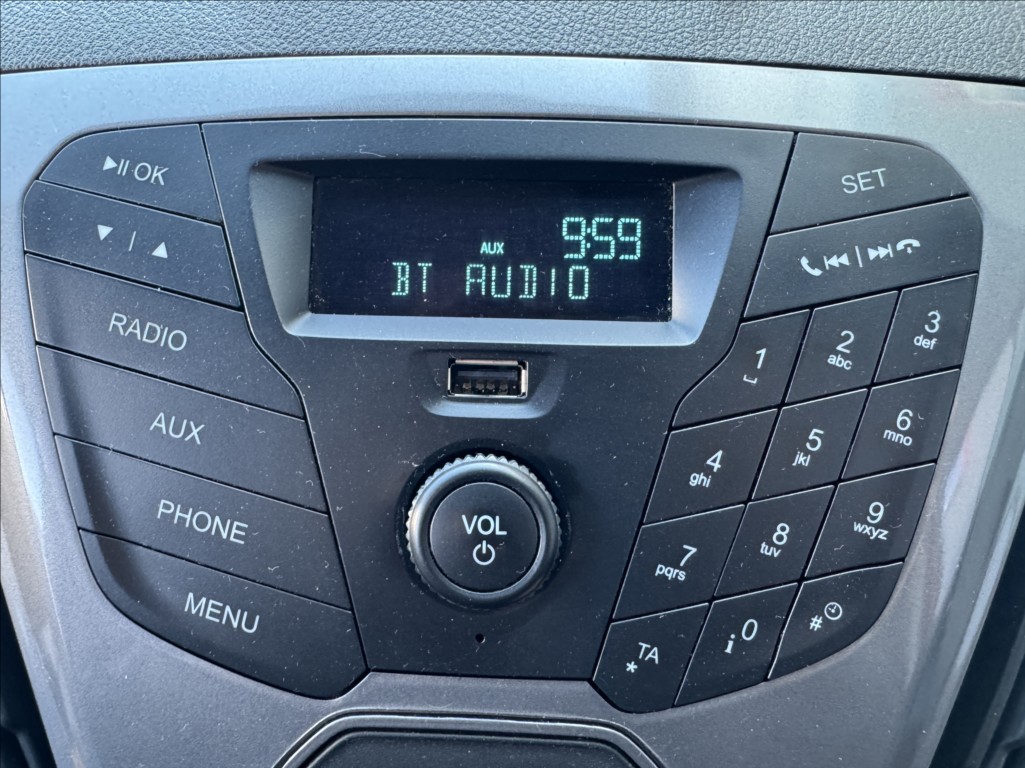 OK
SET
9:59
AUX
BT AUDIO
RADIO
AUX
PHONE
MENU
VOL
1
2
abc
3
def
4
ghi
5
jkl
6
mno
7
pqrs
8
tuv
9
wxyz
* TA
i 0
#